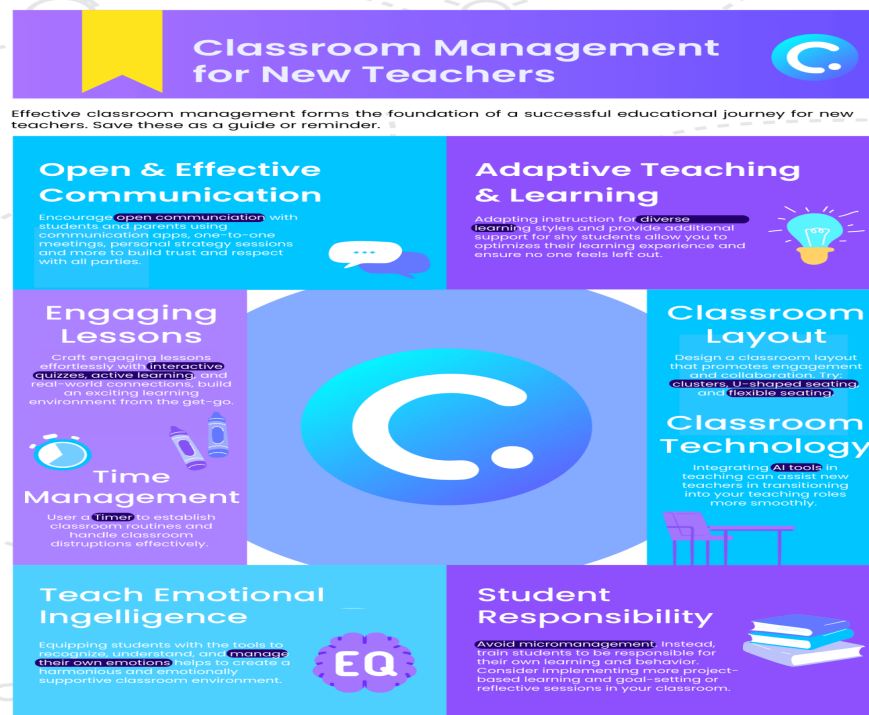 Classroom Management
for New Teachers
Effective classroom management forms the foundation of a successful educational journey for new
teachers. Save these as a guide or reminder.
Open & Effective
Communication
Encourage open communciation with
students and parents using
communication apps, one-to-one
meetings, personal strategy sessions
and more to build trust and respect
with all parties.
Adaptive Teaching
& Learning
Adapting instruction for diverse
learning styles and provide additional
support for shy students allow you to
optimizes their learning experience and
ensure no one feels left out.
Engaging
Lessons
Craft engaging lessons
effortlessly with interactive
quizzes, active learning, and
real-world connections, build
an exciting learning
environment from the get-go.
Time
Management
User a Timer to establish
classroom routines and
handle classroom
distruptions effectively.
Classroom
Layout
Design a classroom layout
that promotes engagement
and collaboration. Try:
clusters, U-shaped seating,
and flexible seating.
Classroom
Technology
Integrating AI tools in
teaching can assist new
teachers in transitioning
into your teaching roles
more smoothly.
Teach Emotional
Ingelligence
Equipping students with the tools to
recognize, understand, and manage
their own emotions helps to create a
harmonious and emotionally
supportive classroom environment.
EQ
Student
Responsibility
Avoid micromanagement. Instead,
train students to be responsible for
their own learning and behavior.
Consider implementing more project-
based learning and goal-setting or
reflective sessions in your classroom.